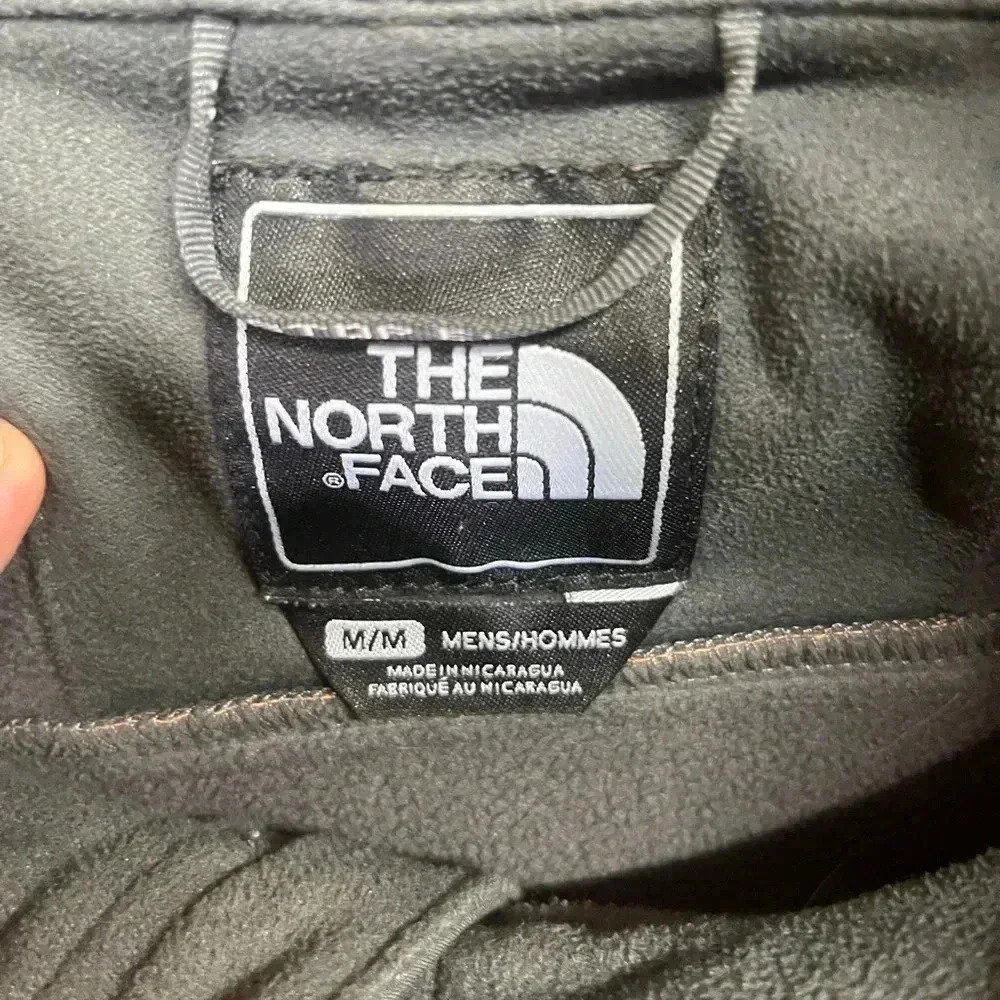 THE
NORTH
®FACE
M/M MENS/HOMMES
MADE IN NICARAGUA
FABRIQUÉ AU NICARAGUA